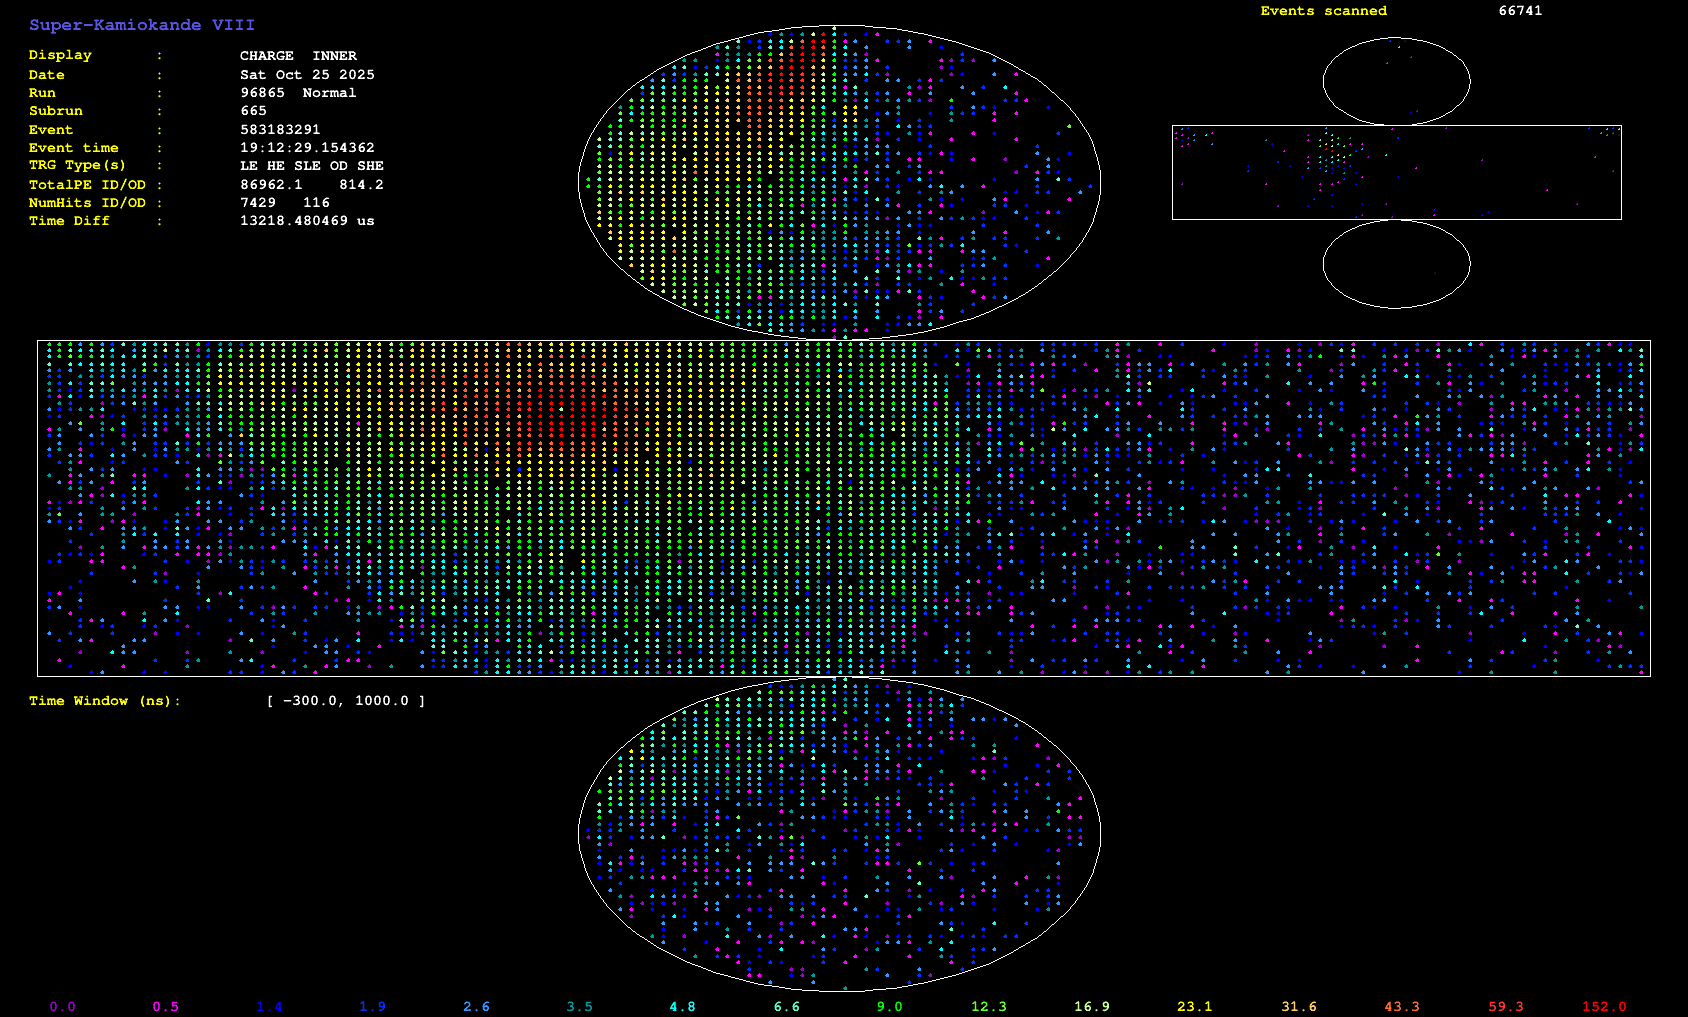 Super-Kamiokande VIII
Events scanned 66741
Display : CHARGE INNER
Date : Sat Oct 25 2025
Run : 96865 Normal
Subrun : 665
Event : 583183291
Event time : 19:12:29.154362
TRG Type(s) : LE HE SLE OD SHE
TotalPE ID/OD : 86962.1 814.2
NumHits ID/OD : 7429 116
Time Diff : 13218.480469 us
Time Window (ns): [ -300.0, 1000.0 ]
0.0 0.5 1.4 1.9 2.6 3.5 4.8 6.6 9.0 12.3 16.9 23.1 31.6 43.3 59.3 152.0